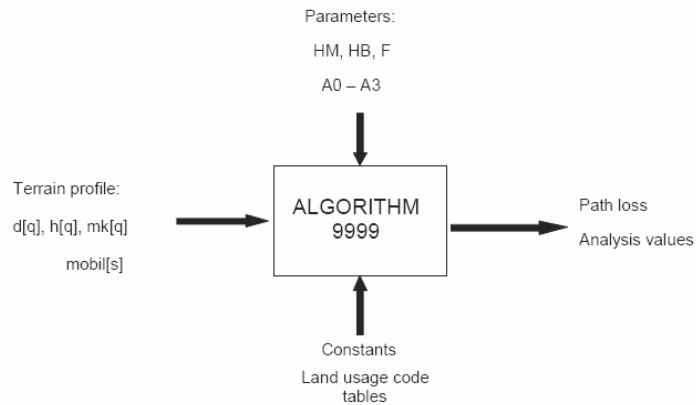 Parameters:
HM, HB, F
A0 – A3
Terrain profile:
d[q], h[q], mk[q]
mobil[s]
ALGORITHM
9999
Path loss
Analysis values
Constants
Land usage code
tables